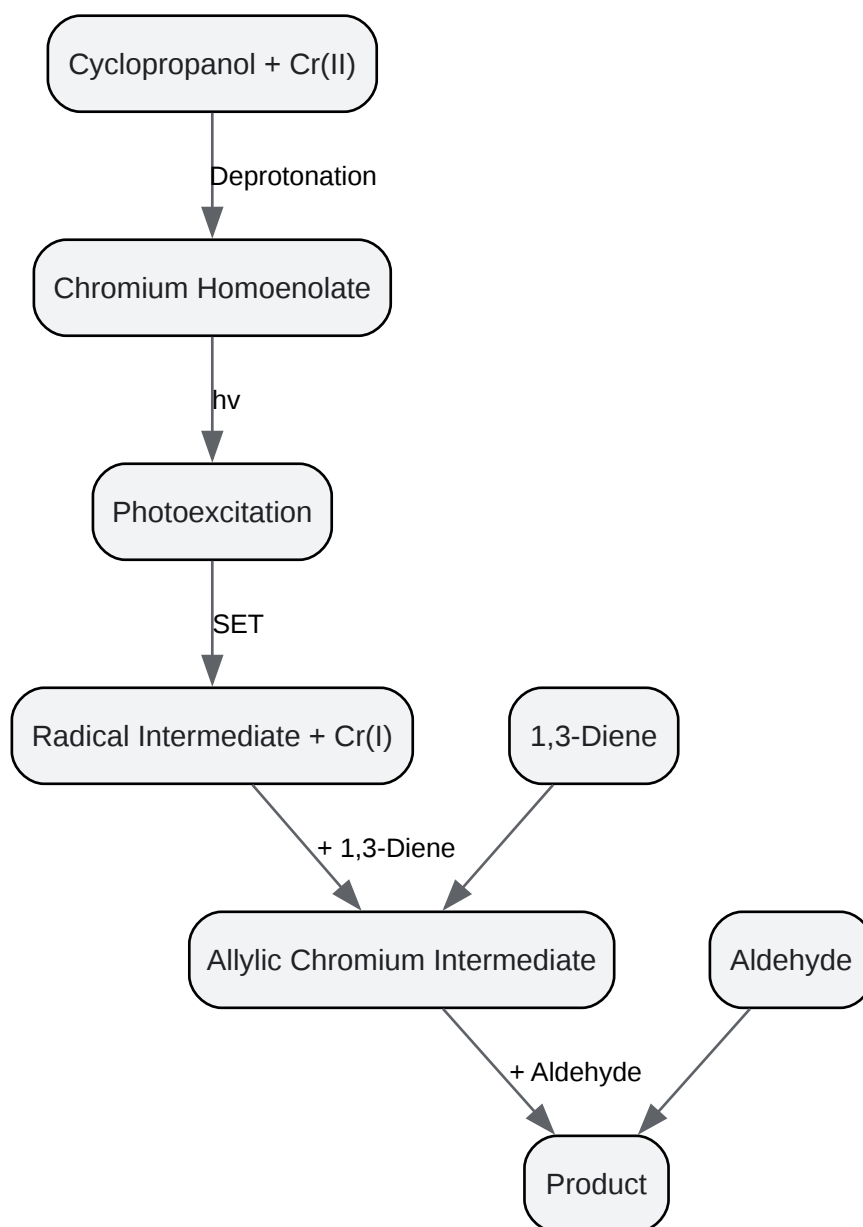 Cyclopropanol + Cr(II)
Deprotonation
Chromium Homoenolate
hv
Photoexcitation
SET
Radical Intermediate + Cr(I)
1,3-Diene
+ 1,3-Diene
Allylic Chromium Intermediate
Aldehyde
+ Aldehyde
Product